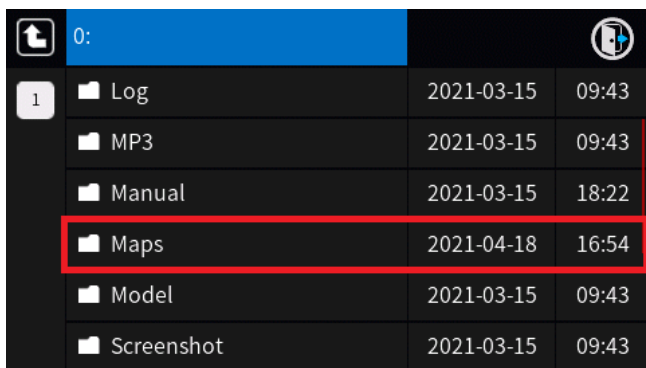 0:
1
Log 2021-03-15 09:43
MP3 2021-03-15 09:43
Manual 2021-03-15 18:22
Maps 2021-04-18 16:54
Model 2021-03-15 09:43
Screenshot 2021-03-15 09:43